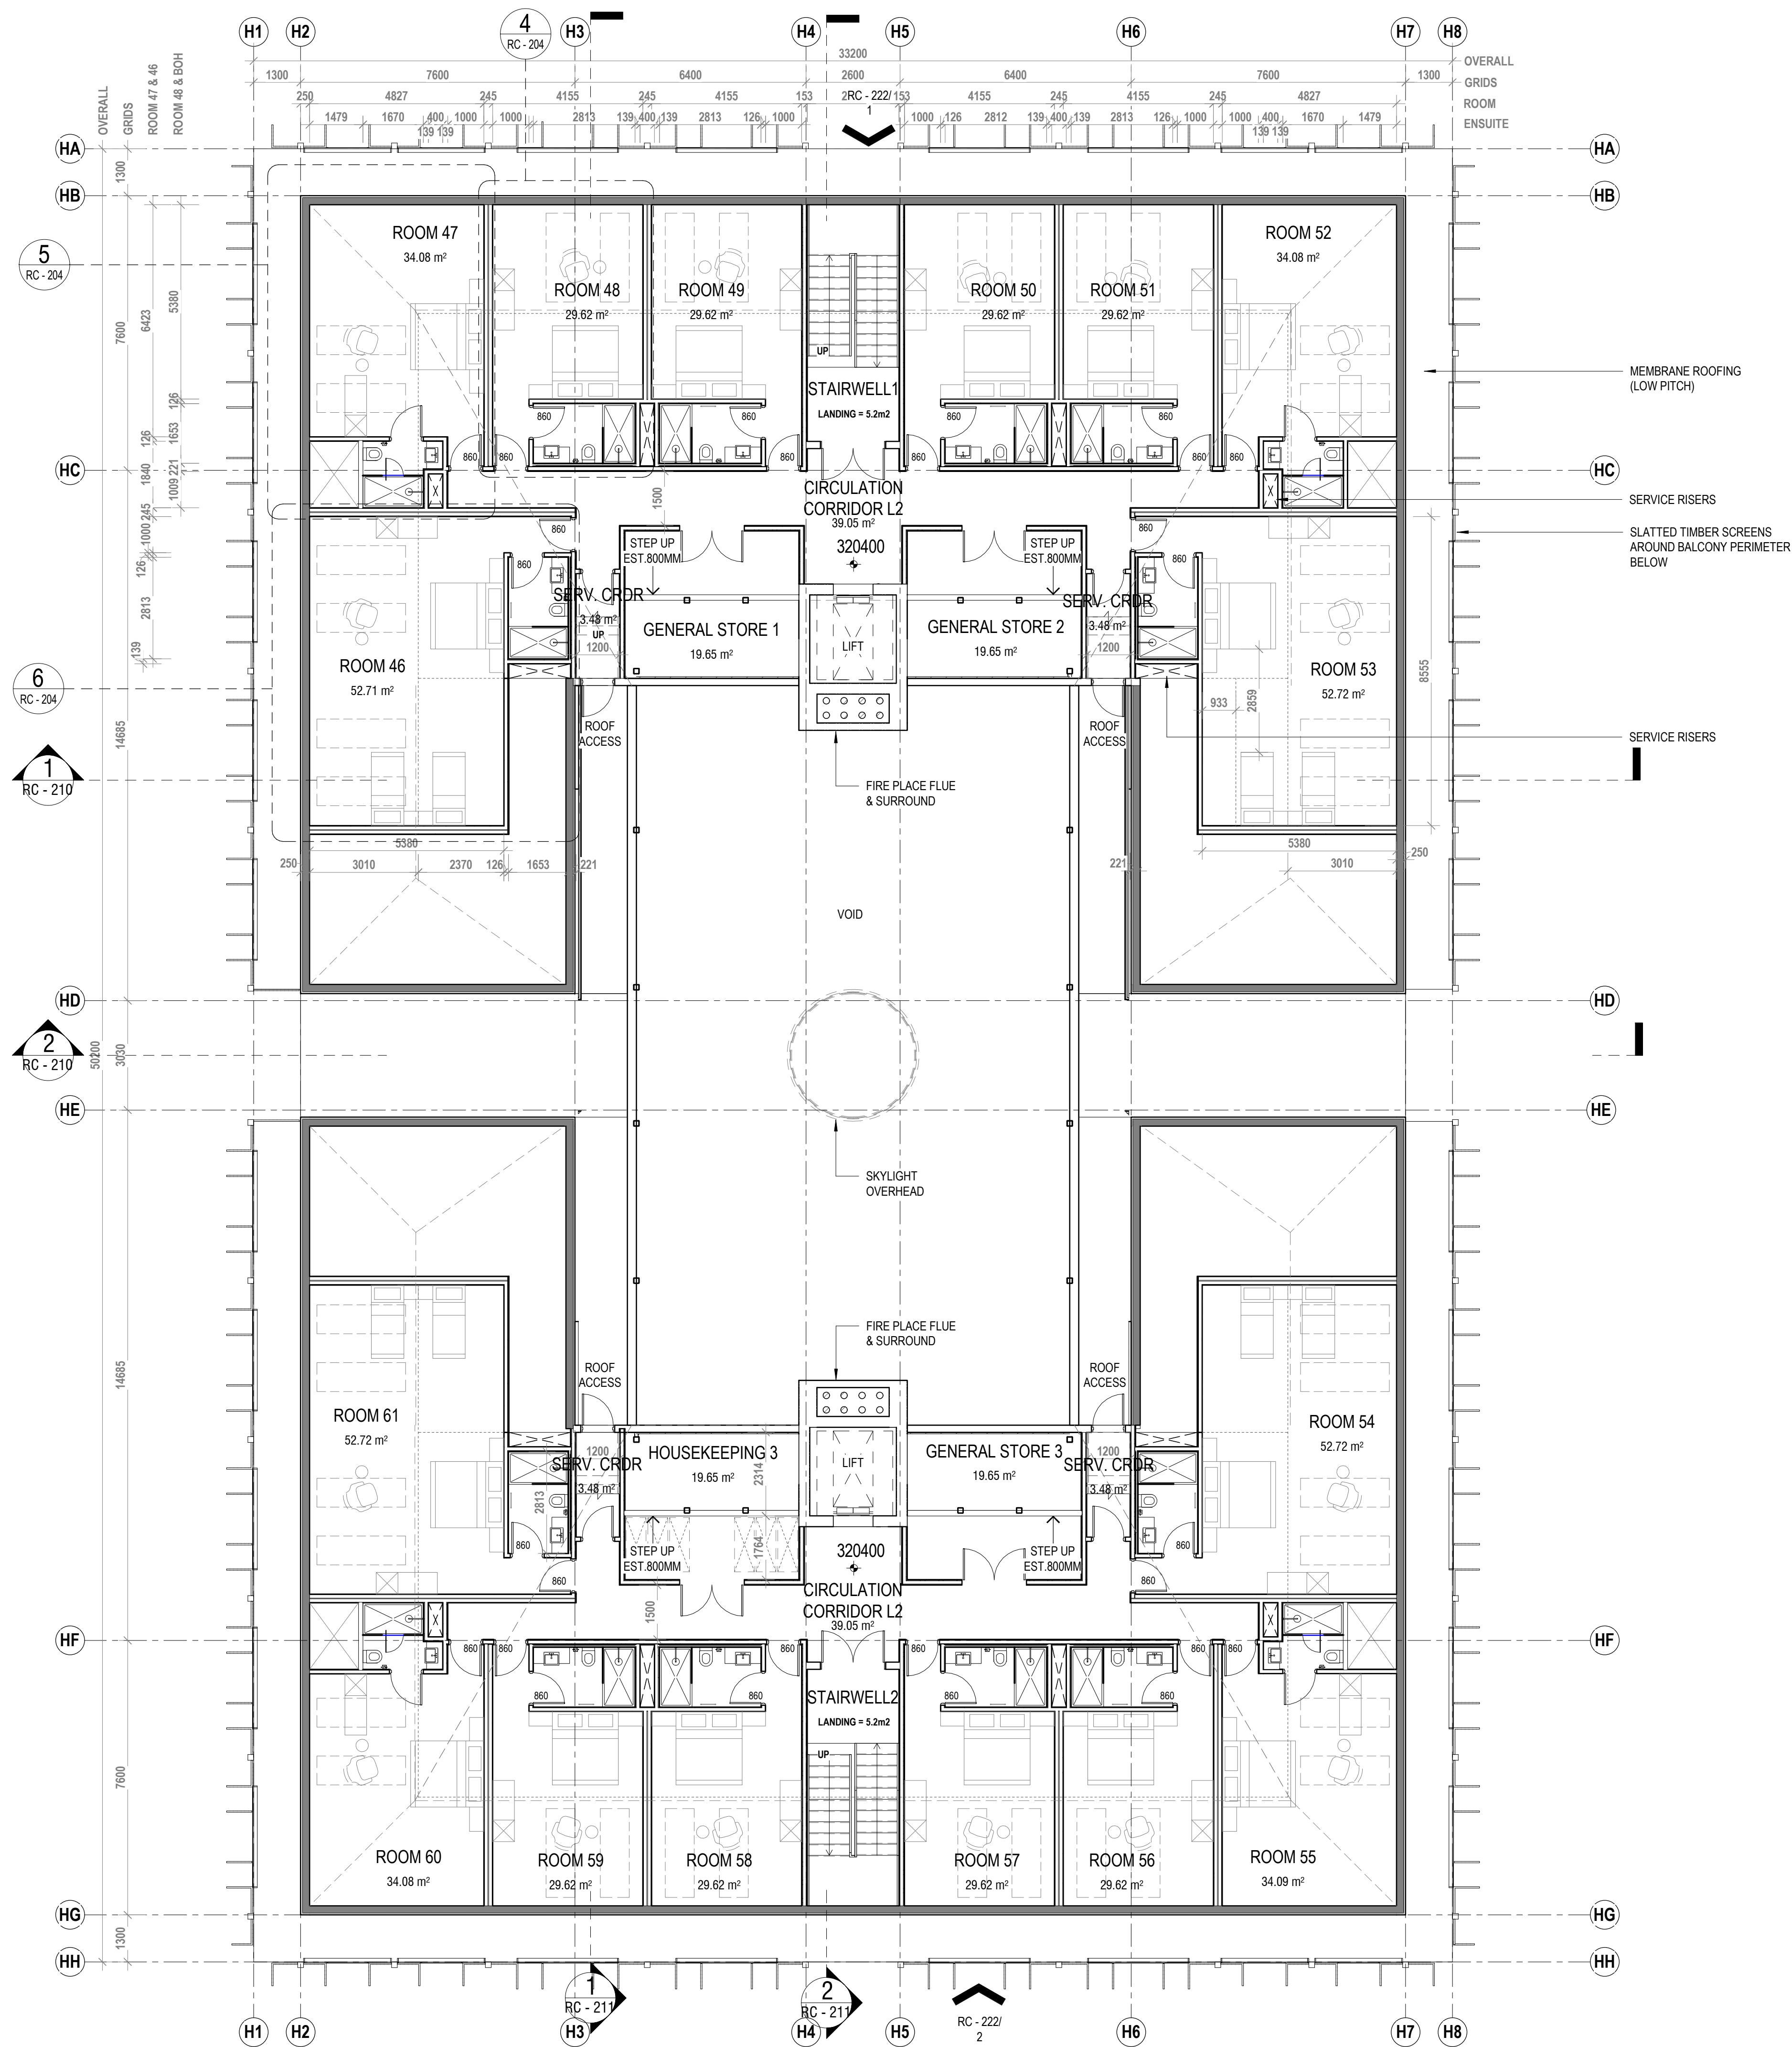 4
RC - 204
H1
H2
H3
H4
H5
H6
H7
H8
33200
OVERALL
1300
7600
6400
2600
6400
7600
1300
GRIDS
250
4827
245
4155
245
4155
153
153
4155
245
4155
245
4827
ROOM
RC - 222/
1
1479
1670
400
1000
1000
2813
139
400
139
2813
126
1000
1000
126
2812
139
400
139
2813
126
1000
1000
400
1670
1479
ENSUITE
139
139
139
139
OVERALL
GRIDS
ROOM 47 & 46
ROOM 48 & BOH
HA
HA
1300
HB
HB
5
RC - 204
7600
6423
5380
126
126
1653
1840
221
1009
245
1000
126
2813
139
ROOM 47
34.08 m²
ROOM 48
29.62 m²
ROOM 49
29.62 m²
ROOM 50
29.62 m²
ROOM 51
29.62 m²
ROOM 52
34.08 m²
UP
STAIRWELL1
LANDING = 5.2m2
MEMBRANE ROOFING
(LOW PITCH)
860
860
860
860
860
860
860
860
860
860
HC
HC
1500
CIRCULATION
CORRIDOR L2
39.05 m²
320400
SERVICE RISERS
SLATTED TIMBER SCREENS
AROUND BALCONY PERIMETER
BELOW
860
860
860
860
STEP UP
EST.800MM
STEP UP
EST.800MM
SERV. CRDR
3.48 m²
UP
1200
SERV. CRDR
3.48 m²
1200
GENERAL STORE 1
19.65 m²
LIFT
GENERAL STORE 2
19.65 m²
6
RC - 204
ROOM 46
52.71 m²
ROOM 53
52.72 m²
933
2859
8555
ROOF
ACCESS
ROOF
ACCESS
SERVICE RISERS
14685
1
RC - 210
FIRE PLACE FLUE
& SURROUND
5380
250
3010
2370
126
1653
221
221
5380
3010
250
VOID
HD
HD
2
RC - 210
50200
3030
HE
HE
SKYLIGHT
OVERHEAD
14685
FIRE PLACE FLUE
& SURROUND
ROOF
ACCESS
ROOF
ACCESS
ROOM 61
52.72 m²
ROOM 54
52.72 m²
1200
SERV. CRDR
3.48 m²
2813
HOUSEKEEPING 3
19.65 m²
2314
LIFT
GENERAL STORE 3
19.65 m²
1200
SERV. CRDR
3.48 m²
860
860
STEP UP
EST.800MM
1764
320400
STEP UP
EST.800MM
860
860
1500
CIRCULATION
CORRIDOR L2
39.05 m²
HF
HF
860
860
860
860
860
860
860
860
860
860
STAIRWELL2
LANDING = 5.2m2
UP
7600
ROOM 60
34.08 m²
ROOM 59
29.62 m²
ROOM 58
29.62 m²
ROOM 57
29.62 m²
ROOM 56
29.62 m²
ROOM 55
34.09 m²
HG
HG
1300
HH
HH
1
RC - 211
2
RC - 211
RC - 222/
2
H1
H2
H3
H4
H5
H6
H7
H8